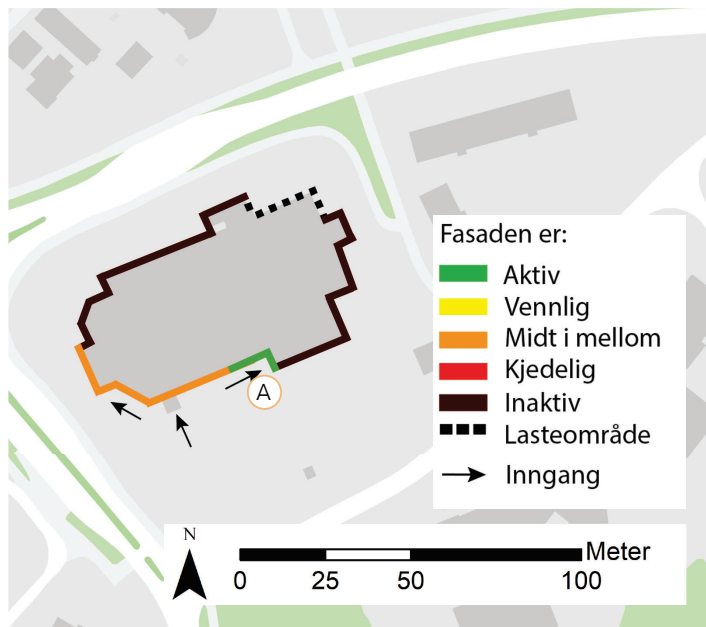 Fasaden er:
Aktiv
Vennlig
Midt i mellom
Kjedelig
Inaktiv
Lasteområde
Inngang
A
N
Meter
0 25 50 100